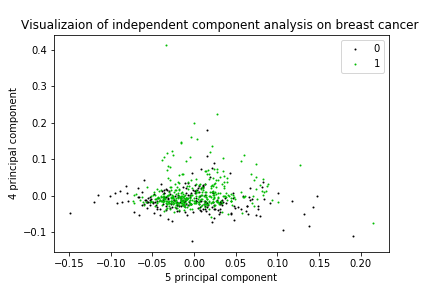 Visualizaion of independent component analysis on breast cancer
0
1
0.4
0.3
0.2
0.1
0.0
−0.1
4 principal component
−0.15 −0.10 −0.05 0.00 0.05 0.10 0.15 0.20
5 principal component